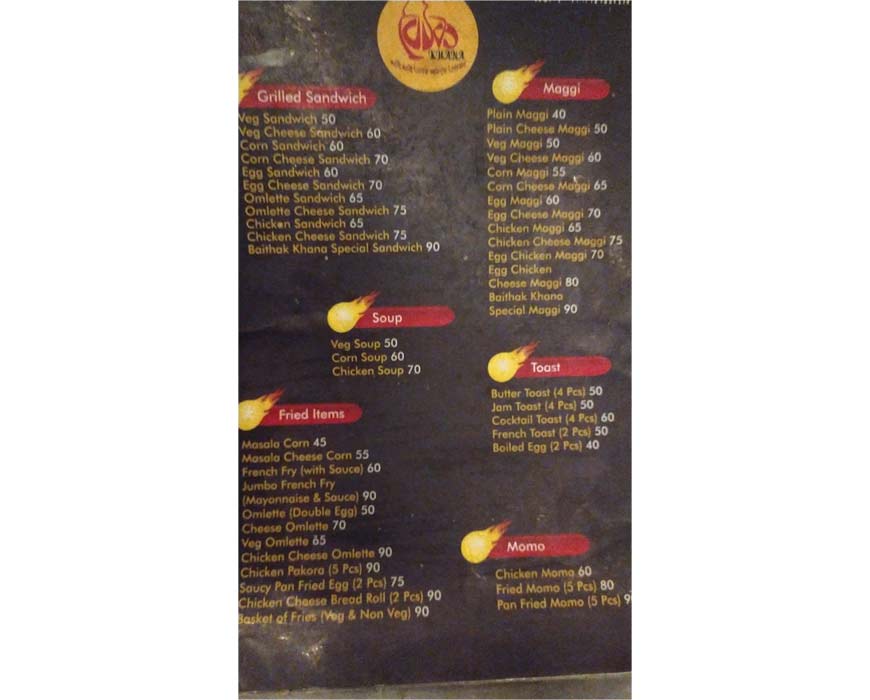 KHANA
Grilled Sandwich
Veg Sandwich 50
Veg Cheese Sandwich 60
Corn Sandwich 60
Corn Cheese Sandwich 70
Egg Sandwich 60
Egg Cheese Sandwich 70
Omlette Sandwich 65
Omlette Cheese Sandwich 75
Chicken Sandwich 65
Chicken Cheese Sandwich 75
Baithak Khana Special Sandwich 90
Soup
Veg Soup 50
Corn Soup 60
Chicken Soup 70
Fried Items
Masala Corn 45
Masala Cheese Corn 55
French Fry (with Sauce) 60
Jumbo French Fry
(Mayonnaise & Sauce) 90
Omlette (Double Egg) 50
Cheese Omlette 70
Veg Omlette 65
Chicken Cheese Omlette 90
Chicken Pakora (5 Pcs) 90
Saucy Pan Fried Egg (2 Pcs) 75
Chicken Cheese Bread Roll (2 Pcs) 90
Basket of Fries (Veg & Non Veg) 90
Maggi
Plain Maggi 40
Plain Cheese Maggi 50
Veg Maggi 50
Veg Cheese Maggi 60
Corn Maggi 55
Corn Cheese Maggi 65
Egg Maggi 60
Egg Cheese Maggi 70
Chicken Maggi 65
Chicken Cheese Maggi 75
Egg Chicken Maggi 70
Egg Chicken
Cheese Maggi 80
Baithak Khana
Special Maggi 90
Toast
Butter Toast (4 Pcs) 50
Jam Toast (4 Pcs) 50
Cocktail Toast (4 Pcs) 60
French Toast (2 Pcs) 50
Boiled Egg (2 Pcs) 40
Momo
Chicken Momo 60
Fried Momo (5 Pcs) 80
Pan Fried Momo (5 Pcs)